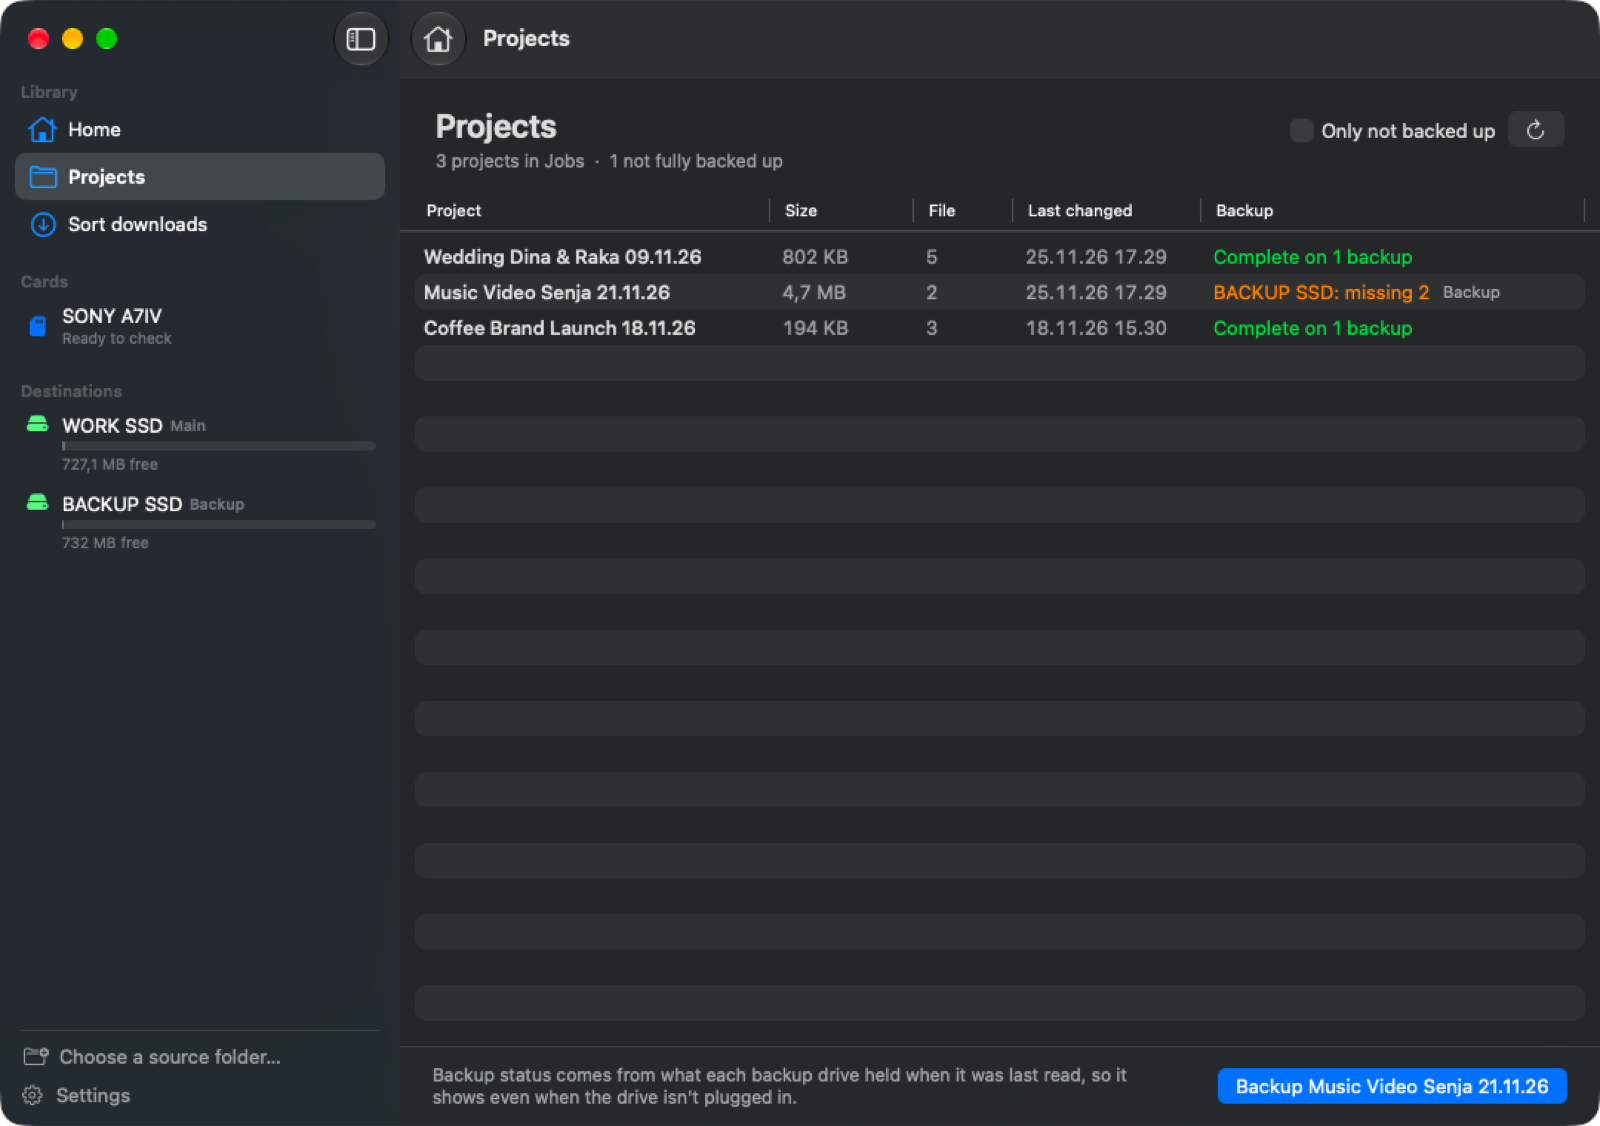 Projects
Library
Home
Projects
Sort downloads
Cards
SONY A7IV
Ready to check
Destinations
WORK SSD Main
727,1 MB free
BACKUP SSD Backup
732 MB free
Choose a source folder...
Settings
Projects
3 projects in Jobs · 1 not fully backed up
Only not backed up
Project Size File Last changed Backup
Wedding Dina & Raka 09.11.26 802 KB 5 25.11.26 17.29 Complete on 1 backup
Music Video Senja 21.11.26 4,7 MB 2 25.11.26 17.29 BACKUP SSD: missing 2 Backup
Coffee Brand Launch 18.11.26 194 KB 3 18.11.26 15.30 Complete on 1 backup
Backup status comes from what each backup drive held when it was last read, so it
shows even when the drive isn't plugged in.
Backup Music Video Senja 21.11.26